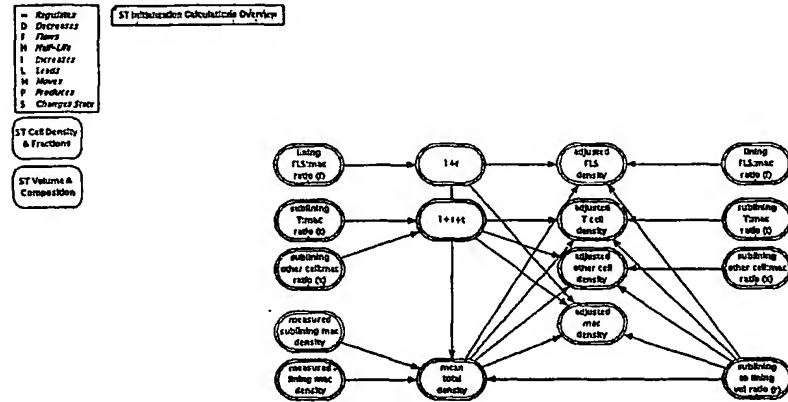 Regulates
D Decreases
F Flows
H Half-Life
I Increases
L Leads
M Moves
P Produces
S Changes State
ST Initialization Calculations Overview
ST Cell Density
& Fractions
ST Volume &
Composition
lining
FLS:mac
ratio (f)
1+f
adjusted
FLS
density
lining
FLS:mac
ratio (f)
sublining
T:mac
ratio (t)
adjusted
T cell
density
sublining
T:mac
ratio (t)
sublining
other cell:mac
adjusted
other cell
density
sublining
other cell:mac
adjusted
mac
density
measured
sublining mac
density
measured
lining mac
density
mean
total
density
sublining
to lining
vol ratio (r)